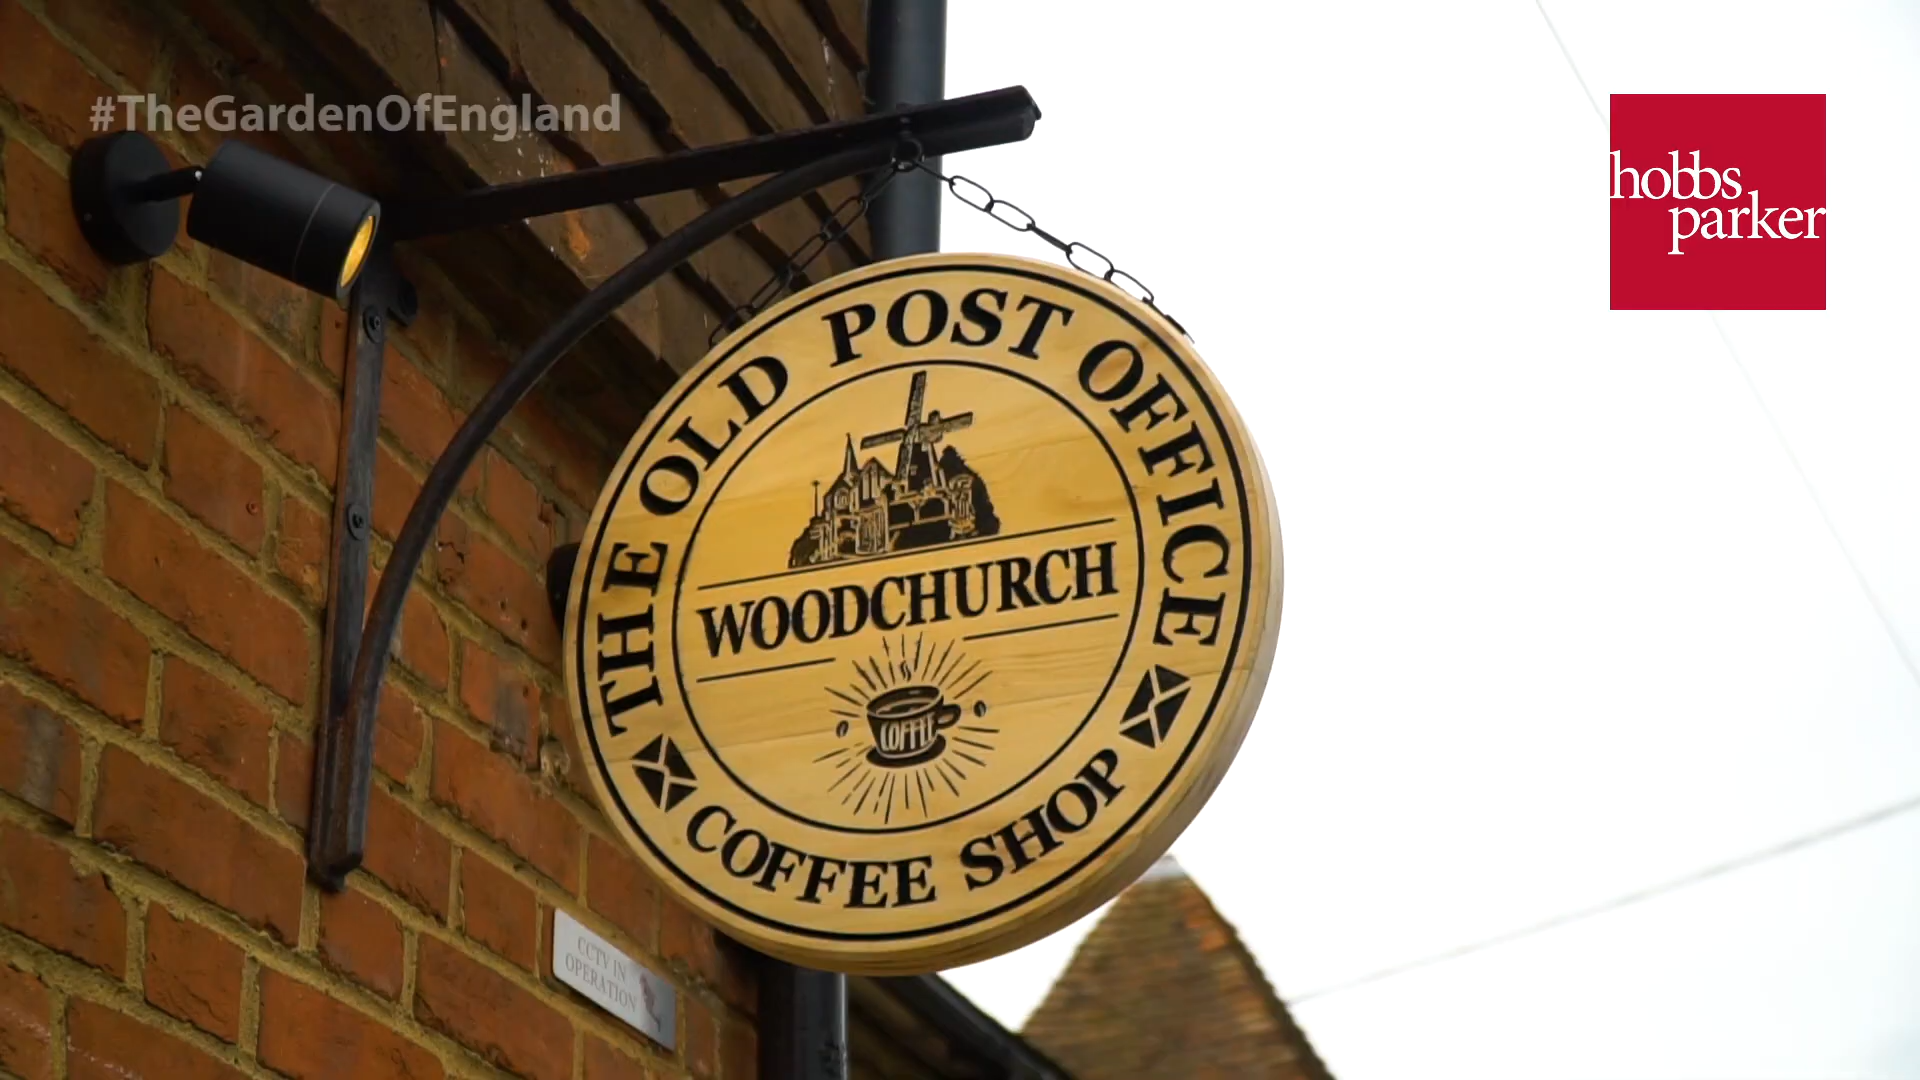 #TheGardenOfEngland
hobbs
parker
THE OLD POST OFFICE
WOODCHURCH
COFFEE
COFFEE SHOP
CCTV IN
OPERATION